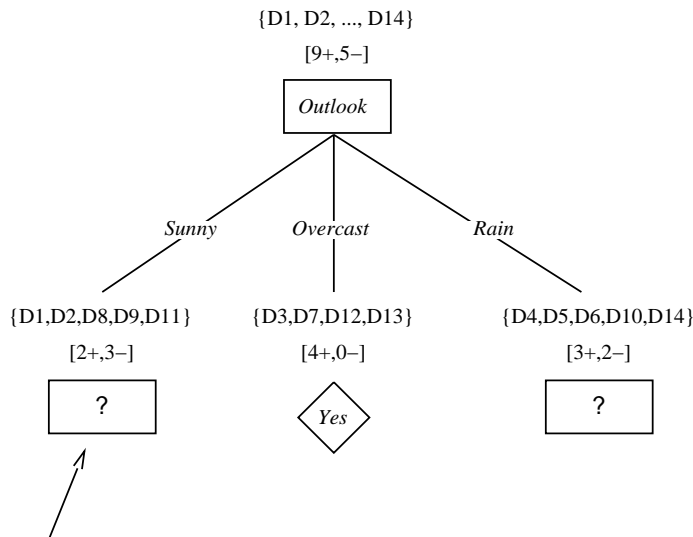 {D1, D2, ..., D14}
[9+,5−]
Outlook
Sunny
Overcast
Rain
{D1,D2,D8,D9,D11}
{D3,D7,D12,D13}
{D4,D5,D6,D10,D14}
[2+,3−]
[4+,0−]
[3+,2−]
?
Yes
?